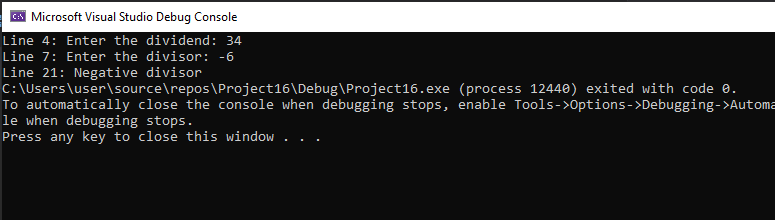 Microsoft Visual Studio Debug Console
Line 4: Enter the dividend: 34
Line 7: Enter the divisor: -6
Line 21: Negative divisor
C:\Users\user\source\repos\Project16\Debug\Project16.exe (process 12440) exited with code 0.
To automatically close the console when debugging stops, enable Tools->Options->Debugging->Automa
le when debugging stops.
Press any key to close this window . . .